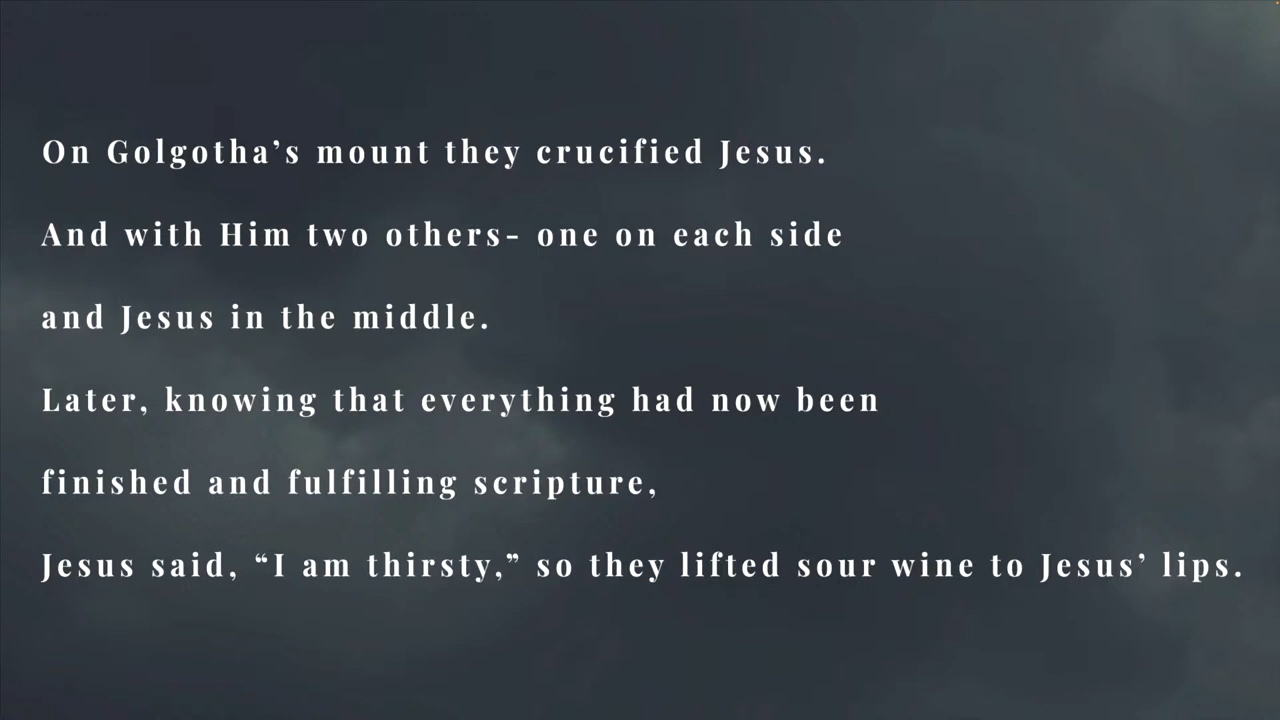 On Golgotha’s mount they crucified Jesus.
And with Him two others- one on each side
and Jesus in the middle.
Later, knowing that everything had now been
finished and fulfilling scripture,
Jesus said, “I am thirsty,” so they lifted sour wine to Jesus’ lips.